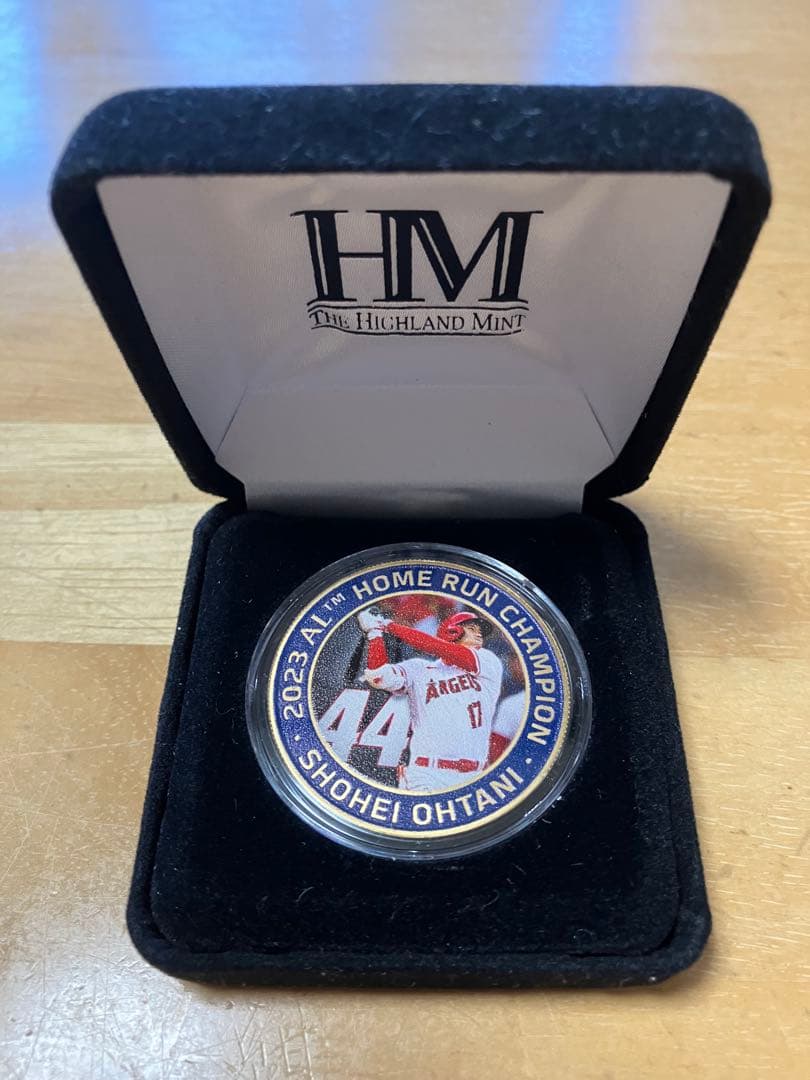 HM
THE HIGHLAND MINT
2023 AL™ HOME RUN CHAMPION
44
ANGELS
17
· SHOHEI OHTANI ·